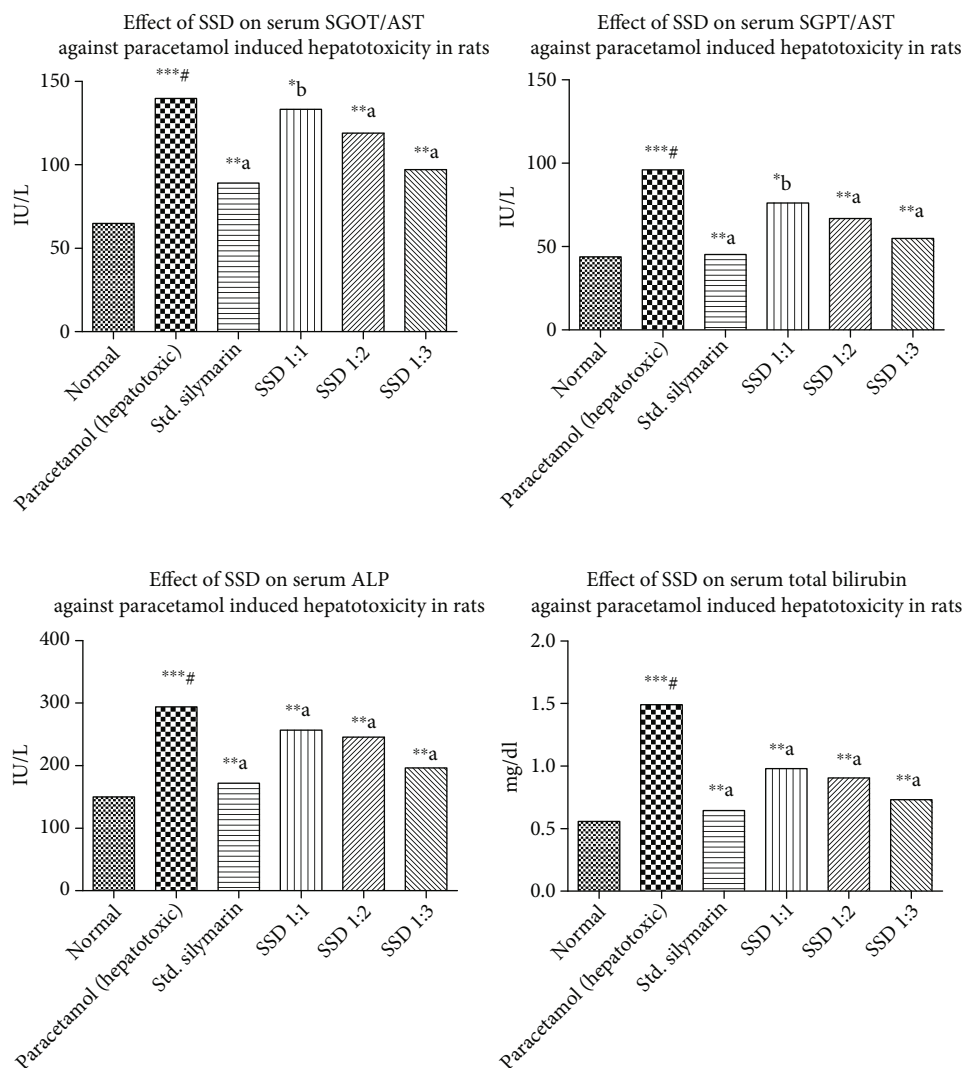 Effect of SSD on serum SGOT/AST
against paracetamol induced hepatotoxicity in rats
150
100
50
0
IU/L
***#
**a
*b
**a
**a
Normal
Paracetamol (hepatotoxic)
Std. silymarin
SSD 1:1
SSD 1:2
SSD 1:3
Effect of SSD on serum SGPT/AST
against paracetamol induced hepatotoxicity in rats
150
100
50
0
IU/L
***#
**a
*b
**a
**a
Normal
Paracetamol (hepatotoxic)
Std. silymarin
SSD 1:1
SSD 1:2
SSD 1:3
Effect of SSD on serum ALP
against paracetamol induced hepatotoxicity in rats
400
300
200
100
0
IU/L
***#
**a
**a
**a
**a
Normal
Paracetamol (hepatotoxic)
Std. silymarin
SSD 1:1
SSD 1:2
SSD 1:3
Effect of SSD on serum total bilirubin
against paracetamol induced hepatotoxicity in rats
2.0
1.5
1.0
0.5
0.0
mg/dl
***#
**a
**a
**a
**a
Normal
Paracetamol (hepatotoxic)
Std. silymarin
SSD 1:1
SSD 1:2
SSD 1:3